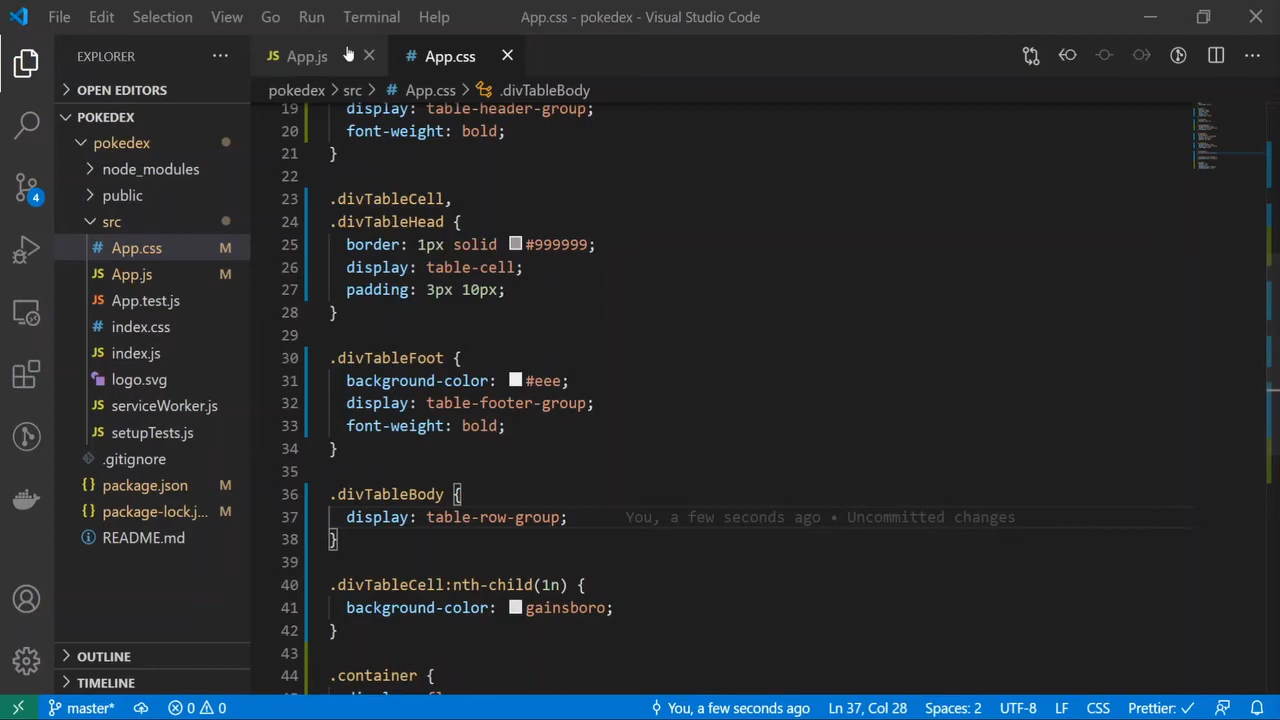 File Edit Selection View Go Run Terminal Help App.css - pokedex - Visual Studio Code
EXPLORER ···
JS App.js
# App.css
pokedex > src > # App.css > .divTableBody
OPEN EDITORS
POKEDEX
pokedex
node_modules
public
src
# App.css M
JS App.js M
JS App.test.js
# index.css
JS index.js
logo.svg
JS serviceWorker.js
JS setupTests.js
.gitignore
{} package.json M
{} package-lock.j... M
README.md
OUTLINE
TIMELINE
4
19 display: table-header-group;
20 font-weight: bold;
21 }
22
23 .divTableCell,
24 .divTableHead {
25 border: 1px solid #999999;
26 display: table-cell;
27 padding: 3px 10px;
28 }
29
30 .divTableFoot {
31 background-color: #eee;
32 display: table-footer-group;
33 font-weight: bold;
34 }
35
36 .divTableBody {
37 display: table-row-group; You, a few seconds ago • Uncommitted changes
38 }
39
40 .divTableCell:nth-child(1n) {
41 background-color: gainsboro;
42 }
43
44 .container {
master* 0 0 You, a few seconds ago Ln 37, Col 28 Spaces: 2 UTF-8 LF CSS Prettier: ✓